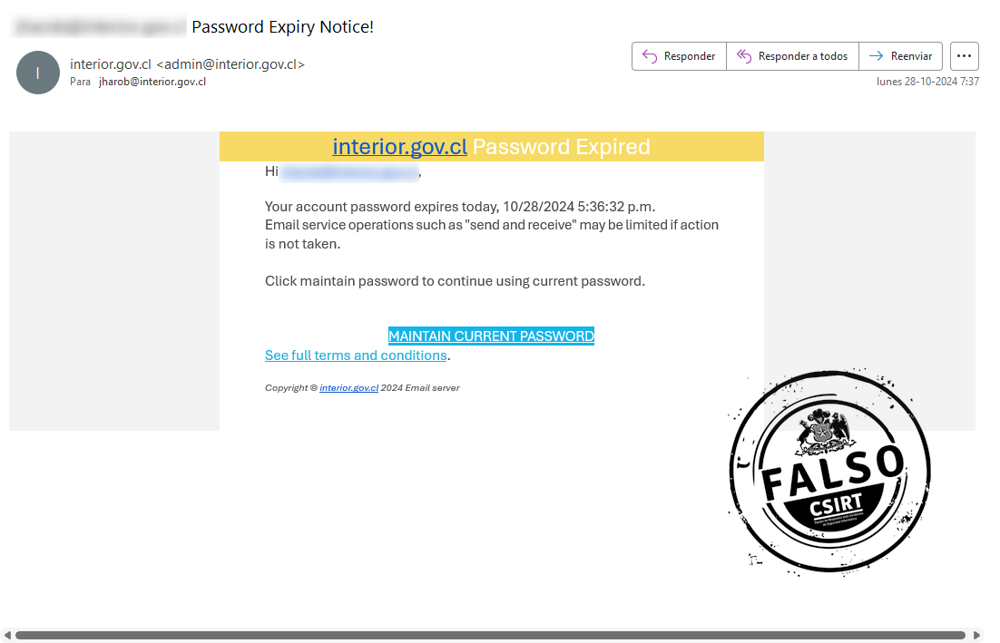 Password Expiry Notice!
I
interior.gov.cl <admin@interior.gov.cl>
Para jharob@interior.gov.cl
Responder
Responder a todos
Reenviar
lunes 28-10-2024 7:37
interior.gov.cl Password Expired
Hi ,
Your account password expires today, 10/28/2024 5:36:32 p.m.
Email service operations such as "send and receive" may be limited if action
is not taken.
Click maintain password to continue using current password.
MAINTAIN CURRENT PASSWORD
See full terms and conditions.
Copyright © interior.gov.cl 2024 Email server
FALSO
CSIRT